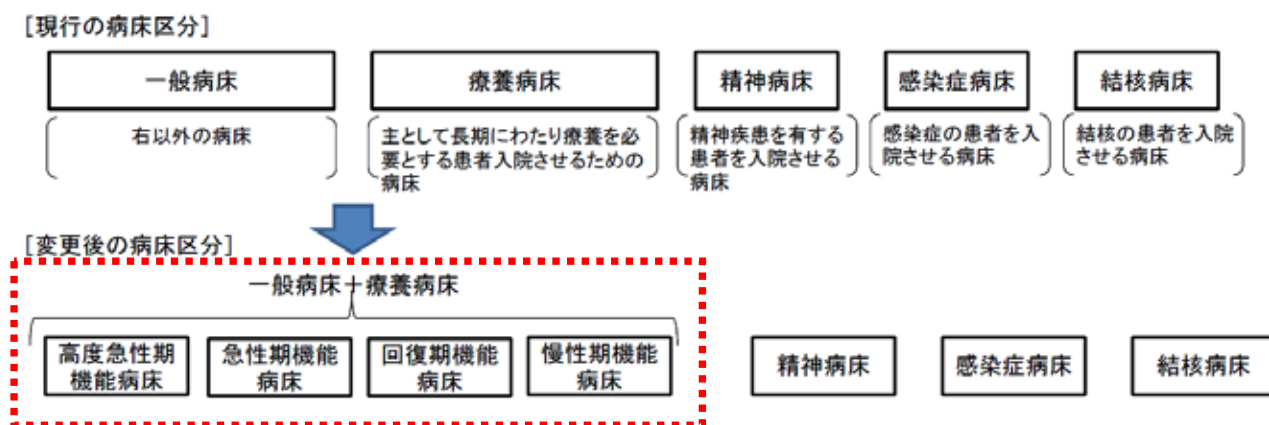 [現行の病床区分]
一般病床
療養病床
精神病床
感染症病床
結核病床
右以外の病床
主として長期にわたり療養を必
要とする患者入院させるための
病床
精神疾患を有する
患者を入院させる
病床
感染症の患者を入
院させる病床
結核の患者を入院
させる病床
[変更後の病床区分]
一般病床+療養病床
高度急性期
機能病床
急性期機能
病床
回復期機能
病床
慢性期機能
病床
精神病床
感染症病床
結核病床